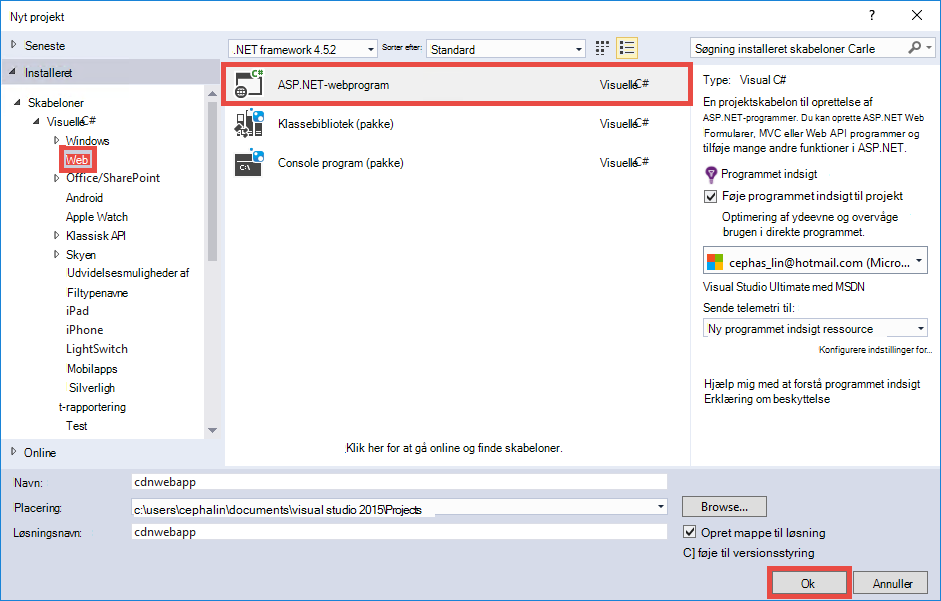 Nyt projekt
?
Seneste
.NET framework 4.5.2
Sorter efter:
Standard
Søgning installeret skabeloner Carle
Installeret
Skabeloner
Visuelle C#
Windows
Web
Office/SharePoint
Android
Apple Watch
Klassisk API
Skyen
Udvidelsesmuligheder af
Filtypenavne
iPad
iPhone
LightSwitch
Mobilapps
Silverligh
t-rapportering
Test
Online
C#
ASP.NET-webprogram
Visuelle C#
Klassebibliotek (pakke)
Visuelle C#
C:\
Console program (pakke)
Visuelle C#
Klik her for at gå online og finde skabeloner.
Type: Visual C#
En projektskabelon til oprettelse af
ASP.NET-programmer. Du kan oprette ASP.NET Web
Formularer, MVC eller Web API programmer og
tilføje mange andre funktioner i ASP.NET.
Programmet indsigt
Føje programmet indsigt til projekt
Optimering af ydeevne og overvåge
brugen i direkte programmet.
cephas_lin@hotmail.com (Micro...
Visual Studio Ultimate med MSDN
Sende telemetri til:
Ny programmet indsigt ressource
Konfigurere indstillinger for...
Hjælp mig med at forstå programmet indsigt
Erklæring om beskyttelse
Navn:
cdnwebapp
Placering:
c:\users\cephalin\documents\visual studio 2015\Projects
Browse...
Løsningsnavn:
cdnwebapp
Opret mappe til løsning
C] føje til versionsstyring
Ok
Annuller